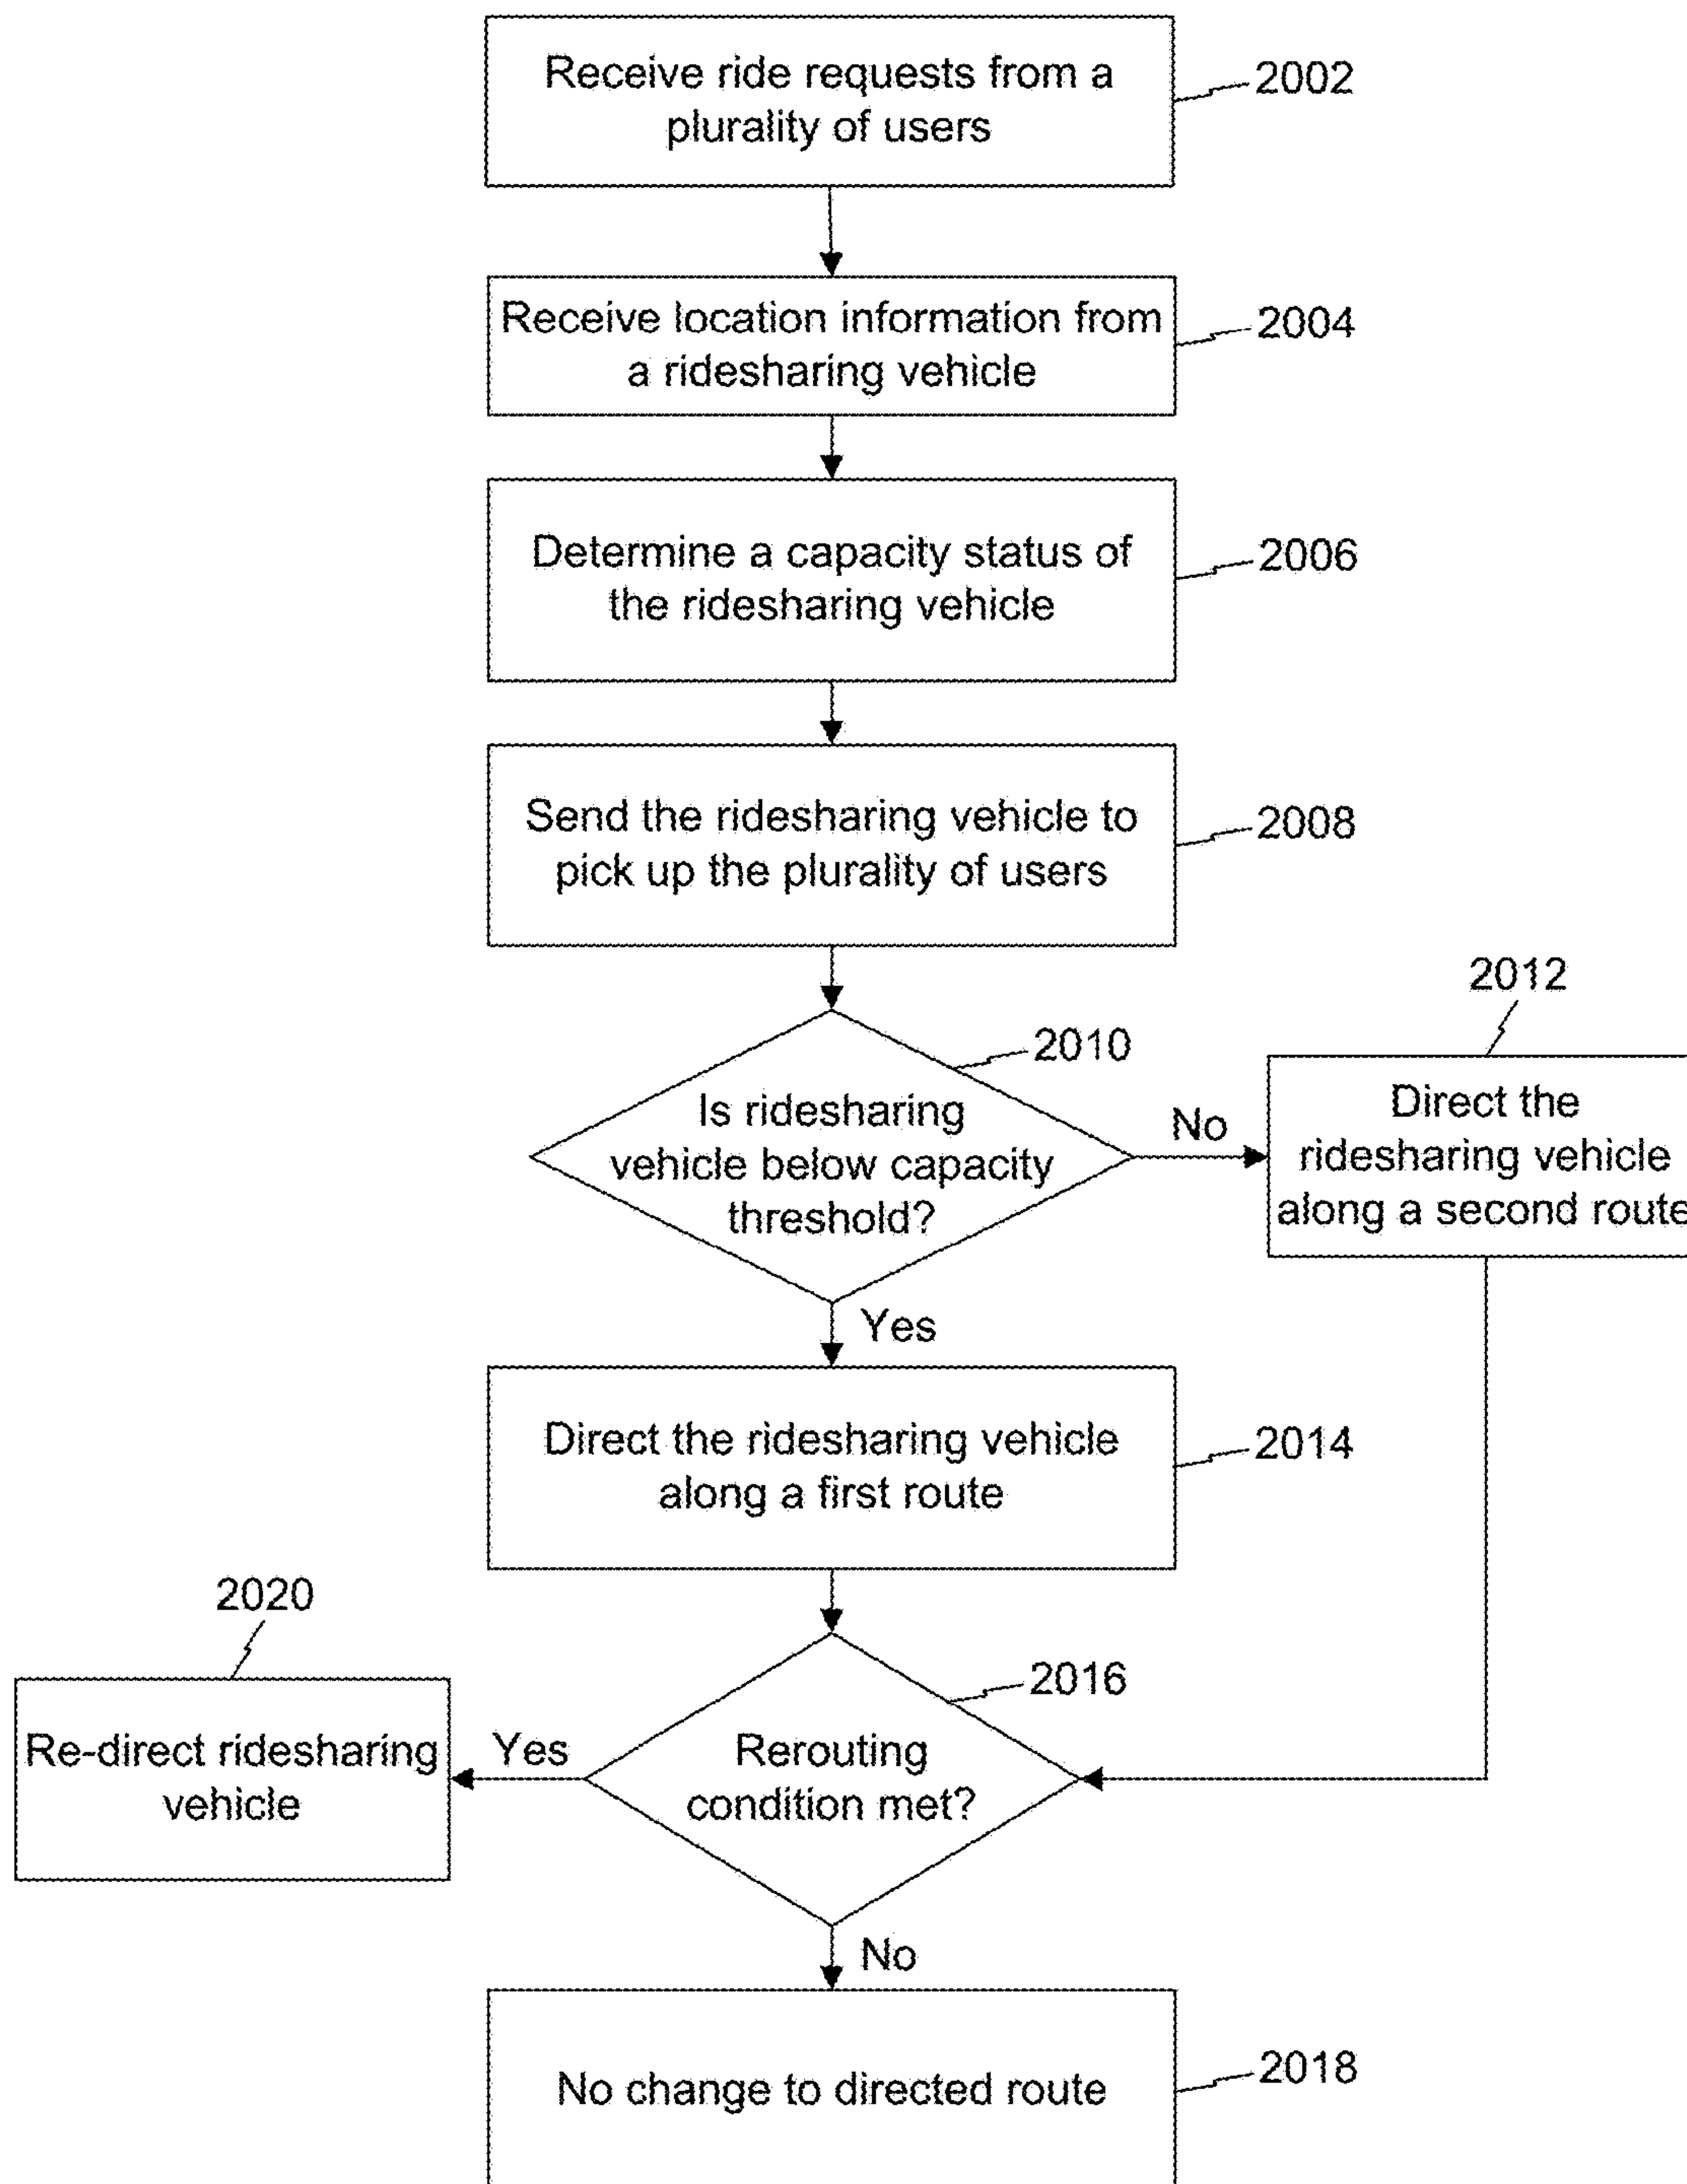 Receive ride requests from a
plurality of users
2002
Receive location information from
a ridesharing vehicle
2004
Determine a capacity status of
the ridesharing vehicle
2006
Send the ridesharing vehicle to
pick up the plurality of users
2008
2010
Is ridesharing
vehicle below capacity
threshold?
No
2012
Direct the
ridesharing vehicle
along a second route
Yes
Direct the ridesharing vehicle
along a first route
2014
2016
Rerouting
condition met?
Yes
2020
Re-direct ridesharing
vehicle
No
No change to directed route
2018